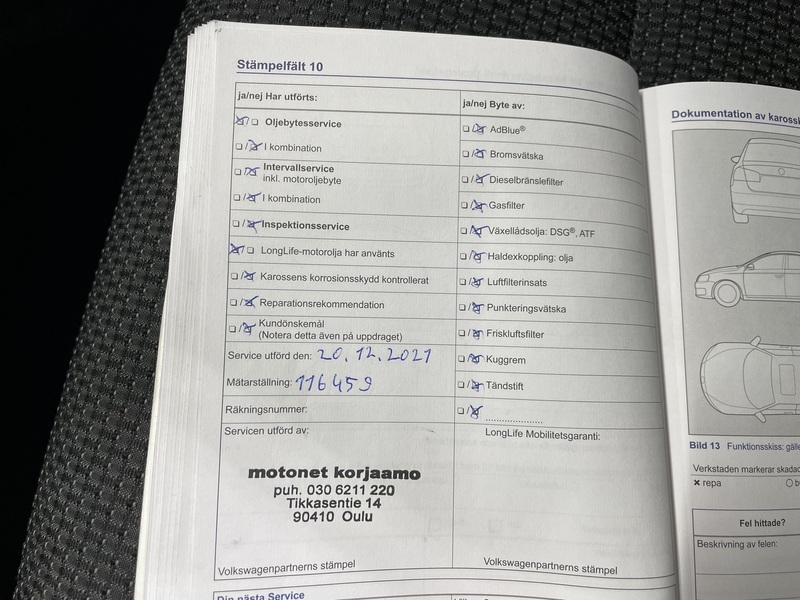 Stämpelfält 10
ja/nej Har utförts:
Oljebytesservice
I kombination
Intervallservice
inkl. motoroljebyte
I kombination
Inspektionsservice
LongLife-motorolja har använts
Karossens korrosionsskydd kontrollerat
Reparationsrekommendation
Kundönskemål
(Notera detta även på uppdraget)
Service utförd den: 20.12.2021
Mätarställning: 116459
Räkningsnummer:
Servicen utförd av:
motonet korjaamo
puh. 030 6211 220
Tikkasentie 14
90410 Oulu
Volkswagenpartnerns stämpel
ja/nej Byte av:
AdBlue®
Bromsvätska
Dieselbränslefilter
Gasfilter
Växellådsolja: DSG®, ATF
Haldexkoppling: olja
Luftfilterinsats
Punkteringsvätska
Friskluftsfilter
Kuggrem
Tändstift
LongLife Mobilitetsgaranti:
Volkswagenpartnerns stämpel
Din nästa Service
Dokumentation av
Bild 13 Funktionsskiss:
Verkstaden markerar
repa
Fel hittade?
Beskrivning av felen: